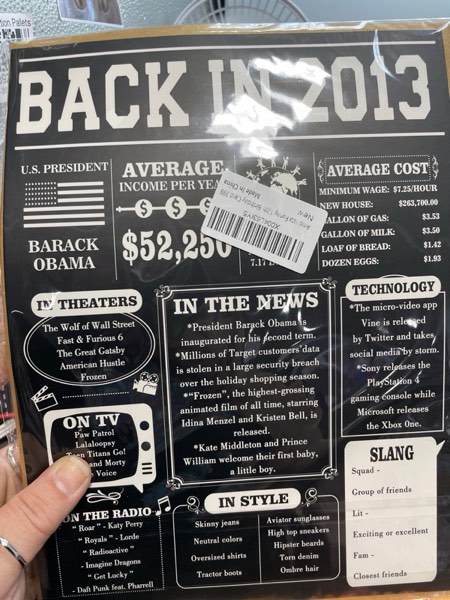 tion Palets
BACK IN 2013
U.S. PRESIDENT
BARACK
OBAMA
AVERAGE
INCOME PER YE
$ $ $
$52,250
7.17
New
Made in China
AVERAGE COST
MINIMUM WAGE: $7.25/HOUR
NEW HOUSE: $263,700.00
ALLON OF GAS: $3.53
GALLON OF MILK: $3.50
LOAF OF BREAD: $1.42
DOZEN EGGS: $1.93
IN THEATERS
The Wolf of Wall Street
Fast & Furious 6
The Great Gatsby
American Hustle
Frozen
IN THE NEWS
*President Barack Obama is
inaugurated for his second term.
*Millions of Target customers'data
is stolen in a large security breach
over the holiday shopping season.
*"Frozen", the highest-grossing
animated film of all time, starring
Idina Menzel and Kristen Bell, is
released.
*Kate Middleton and Prince
William welcome their first baby,
a little boy.
TECHNOLOGY
*The micro-video app
Vine is released
by Twitter and takes
social media by storm.
*Sony releases the
PlayStation 4
gaming console while
Microsoft releases
the Xbox One.
ON TV
Paw Patrol
Lalaloopsy
Teen Titans Go!
and Morty
Voice
ON THE RADIO
" Roar " - Katy Perry
" Royals " - Lorde
" Radioactive "
- Imagine Dragons
" Get Lucky "
- Daft Punk feat. Pharrell
IN STYLE
Skinny jeans
Neutral colors
Oversized shirts
Tractor boots
Aviator sunglasses
High top sneakers
Hipster beards
Torn denim
Ombre hair
SLANG
Squad -
Group of friends
Lit -
Exciting or excellent
Fam -
Closest friends